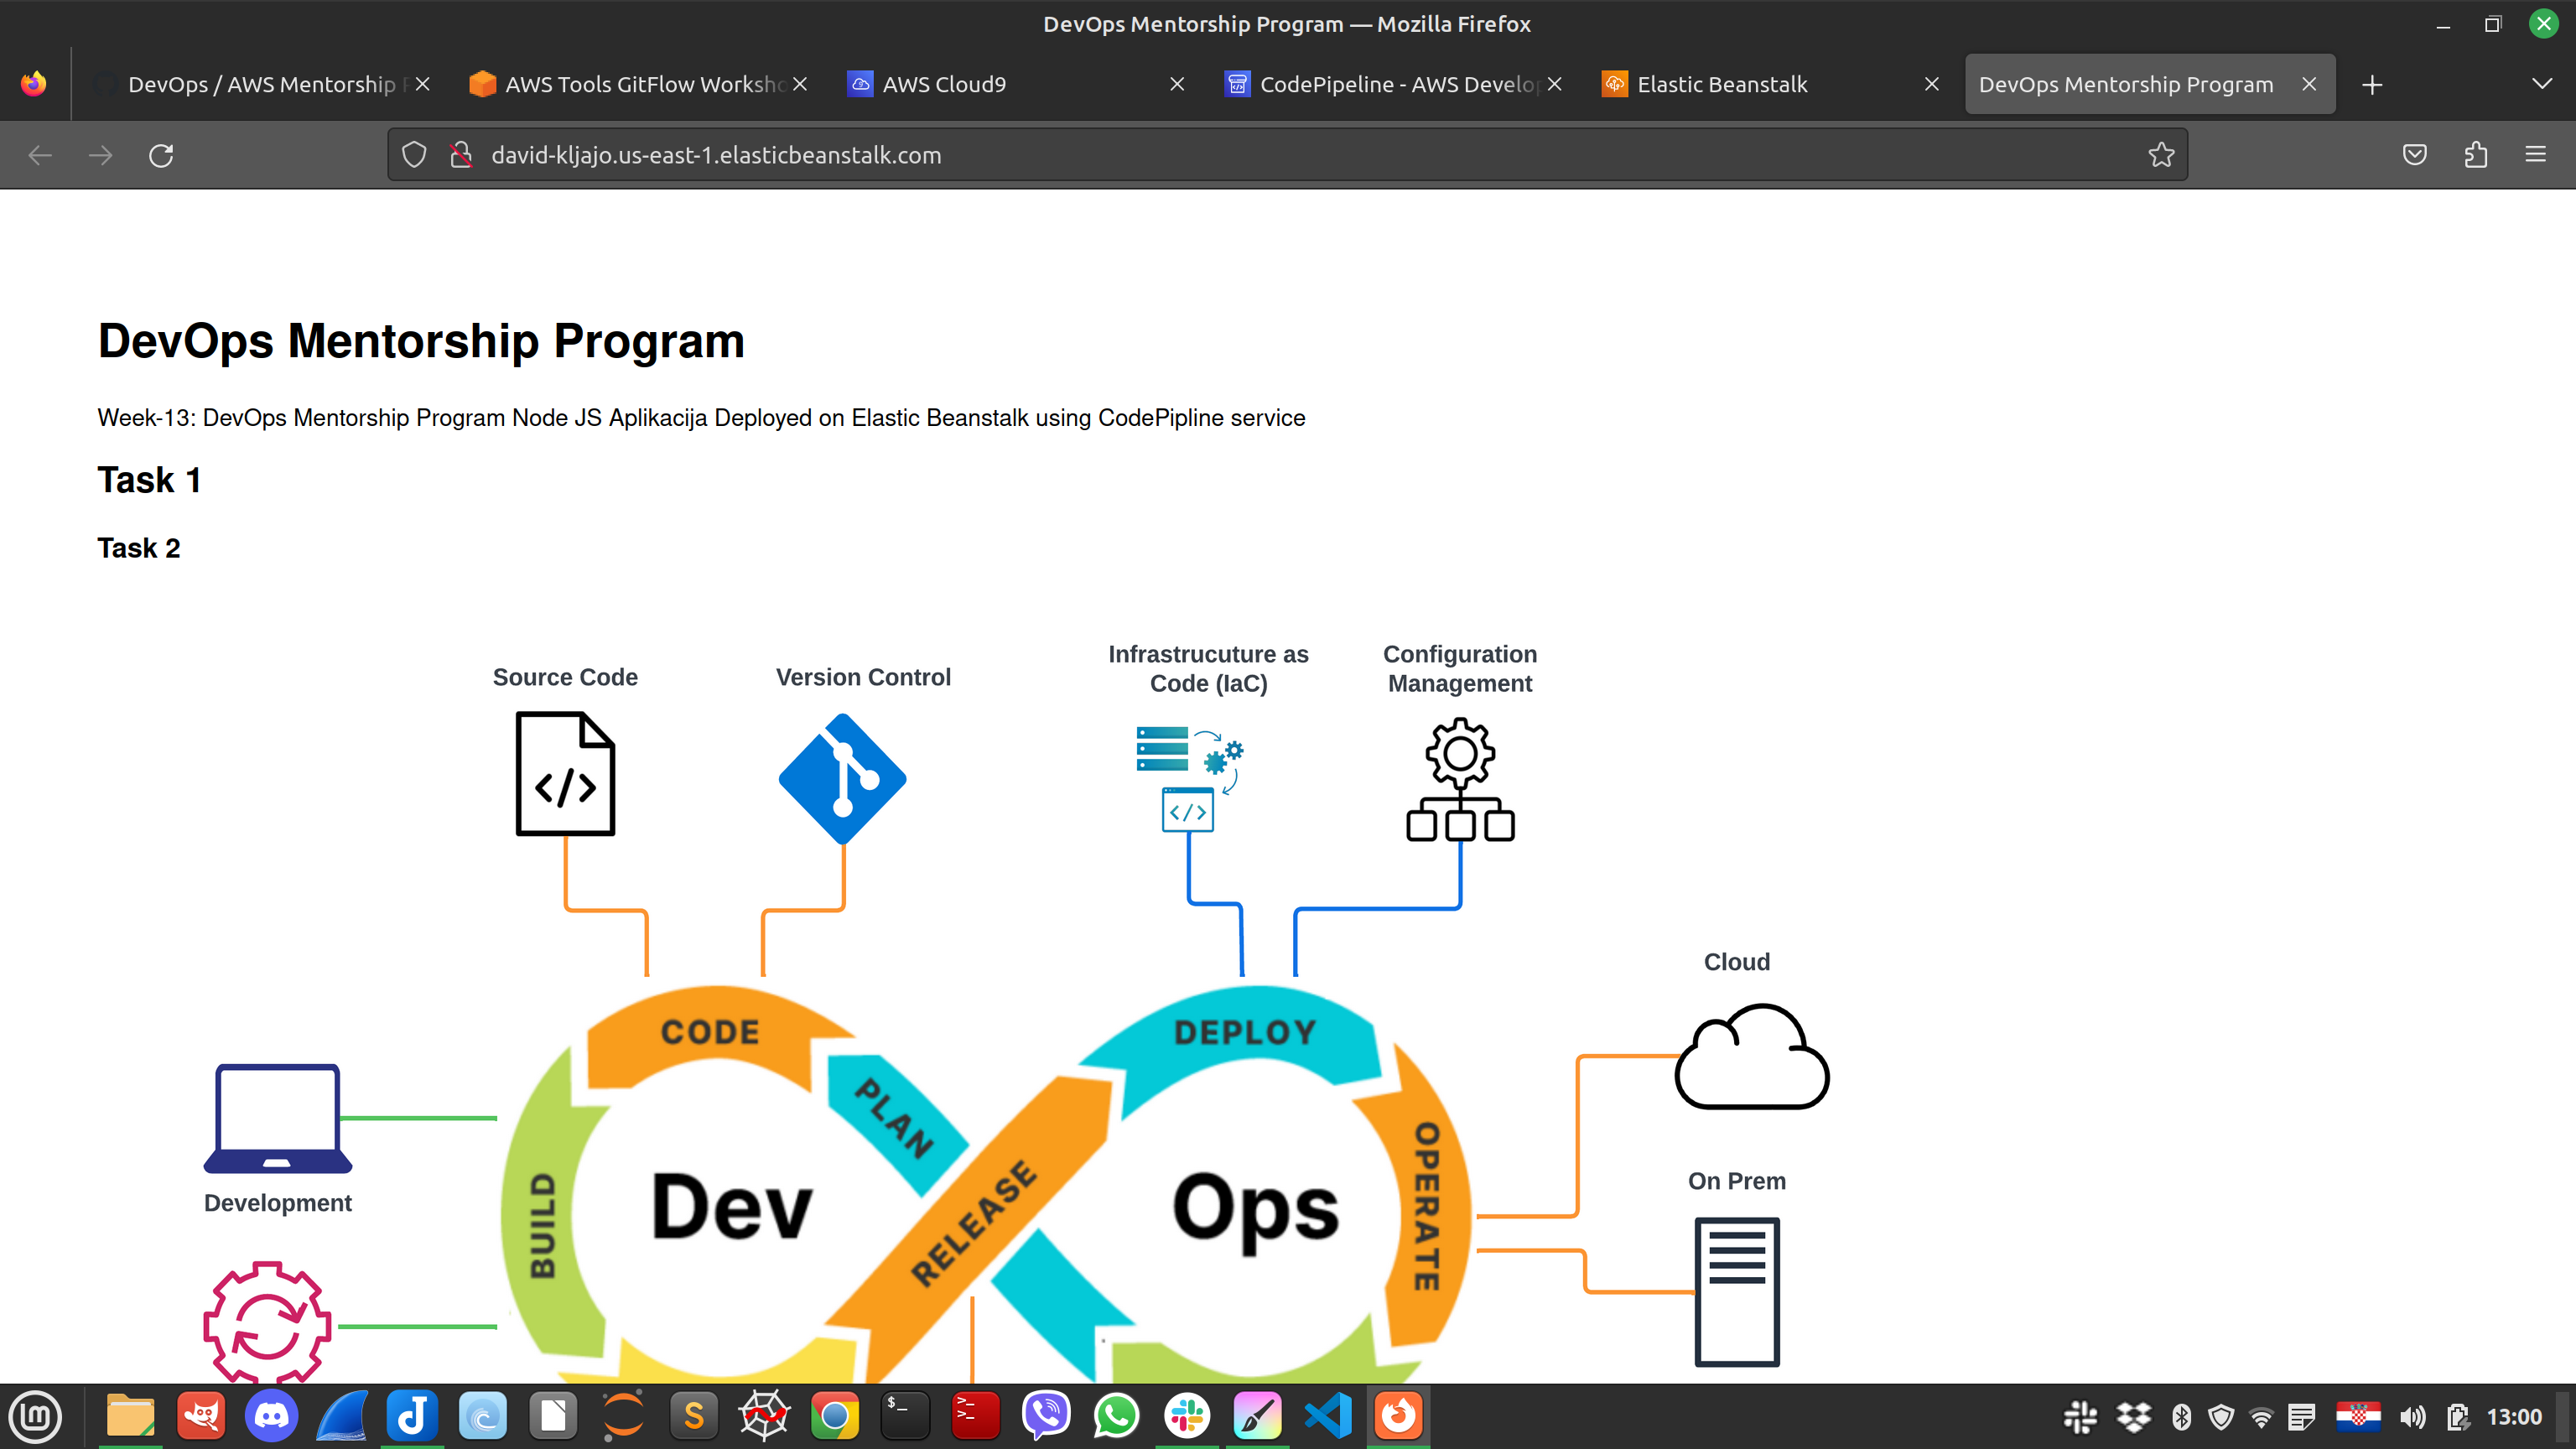 DevOps Mentorship Program — Mozilla Firefox
DevOps / AWS Mentorship
AWS Tools GitFlow Worksho
AWS Cloud9
CodePipeline - AWS Develop
Elastic Beanstalk
DevOps Mentorship Program
david-kljajo.us-east-1.elasticbeanstalk.com
DevOps Mentorship Program
Week-13: DevOps Mentorship Program Node JS Aplikacija Deployed on Elastic Beanstalk using CodePipline service
Task 1
Task 2
Source Code
Version Control
Infrastrucuture as
Code (IaC)
Configuration
Management
Cloud
CODE
DEPLOY
PLAN
OPERATE
BUILD
Dev
RELEASE
Ops
Development
On Prem
13:00